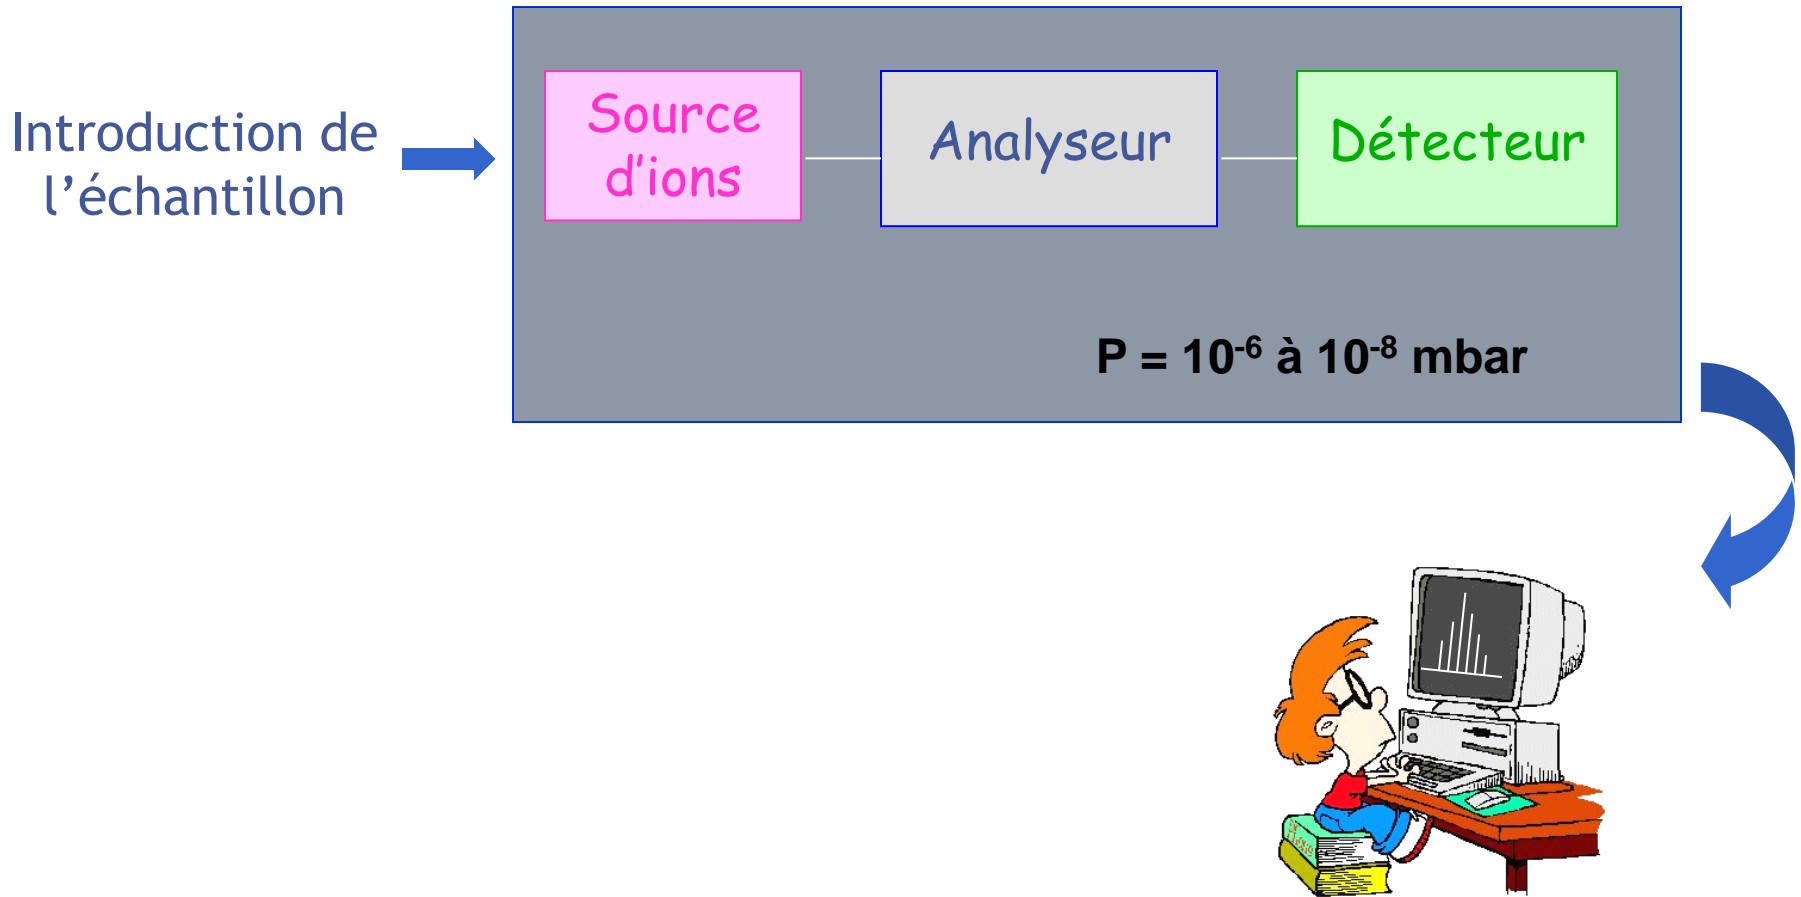 Introduction de
l’échantillon
Source
d’ions
Analyseur
Détecteur
P = 10⁻⁶ à 10⁻⁸ mbar